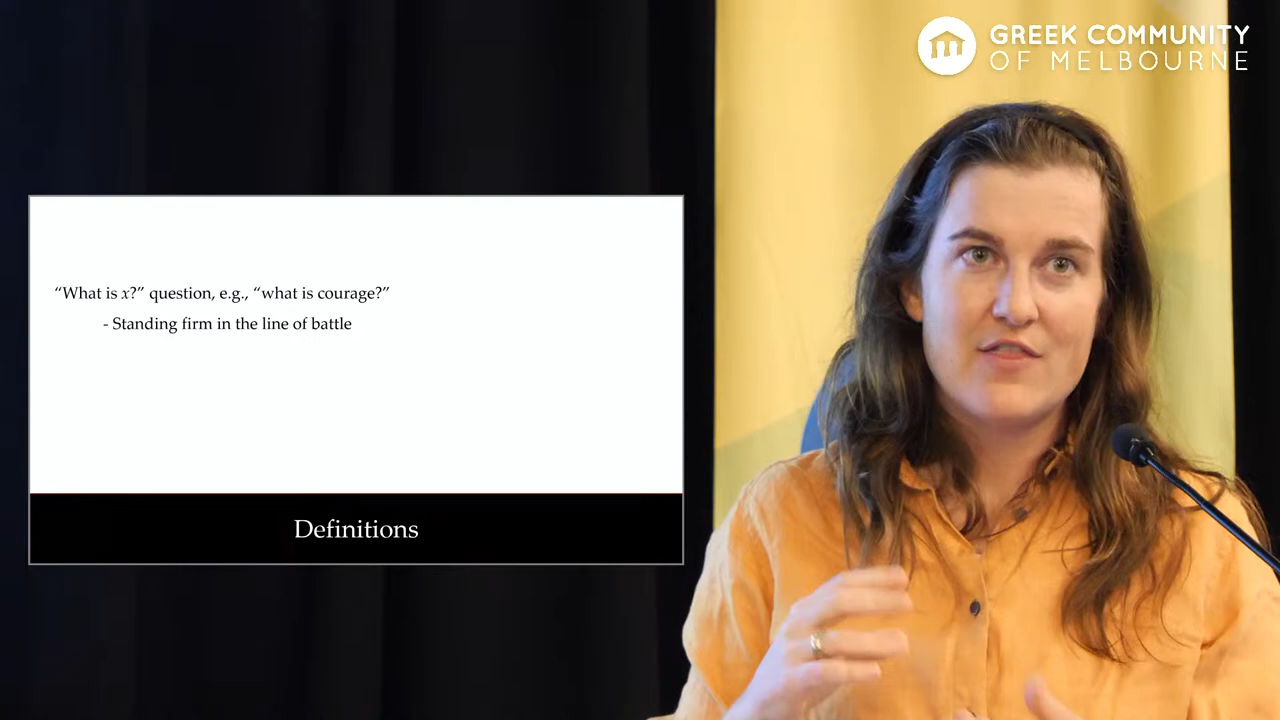 GREEK COMMUNITY
OF MELBOURNE
“What is x?” question, e.g., “what is courage?”
- Standing firm in the line of battle
Definitions